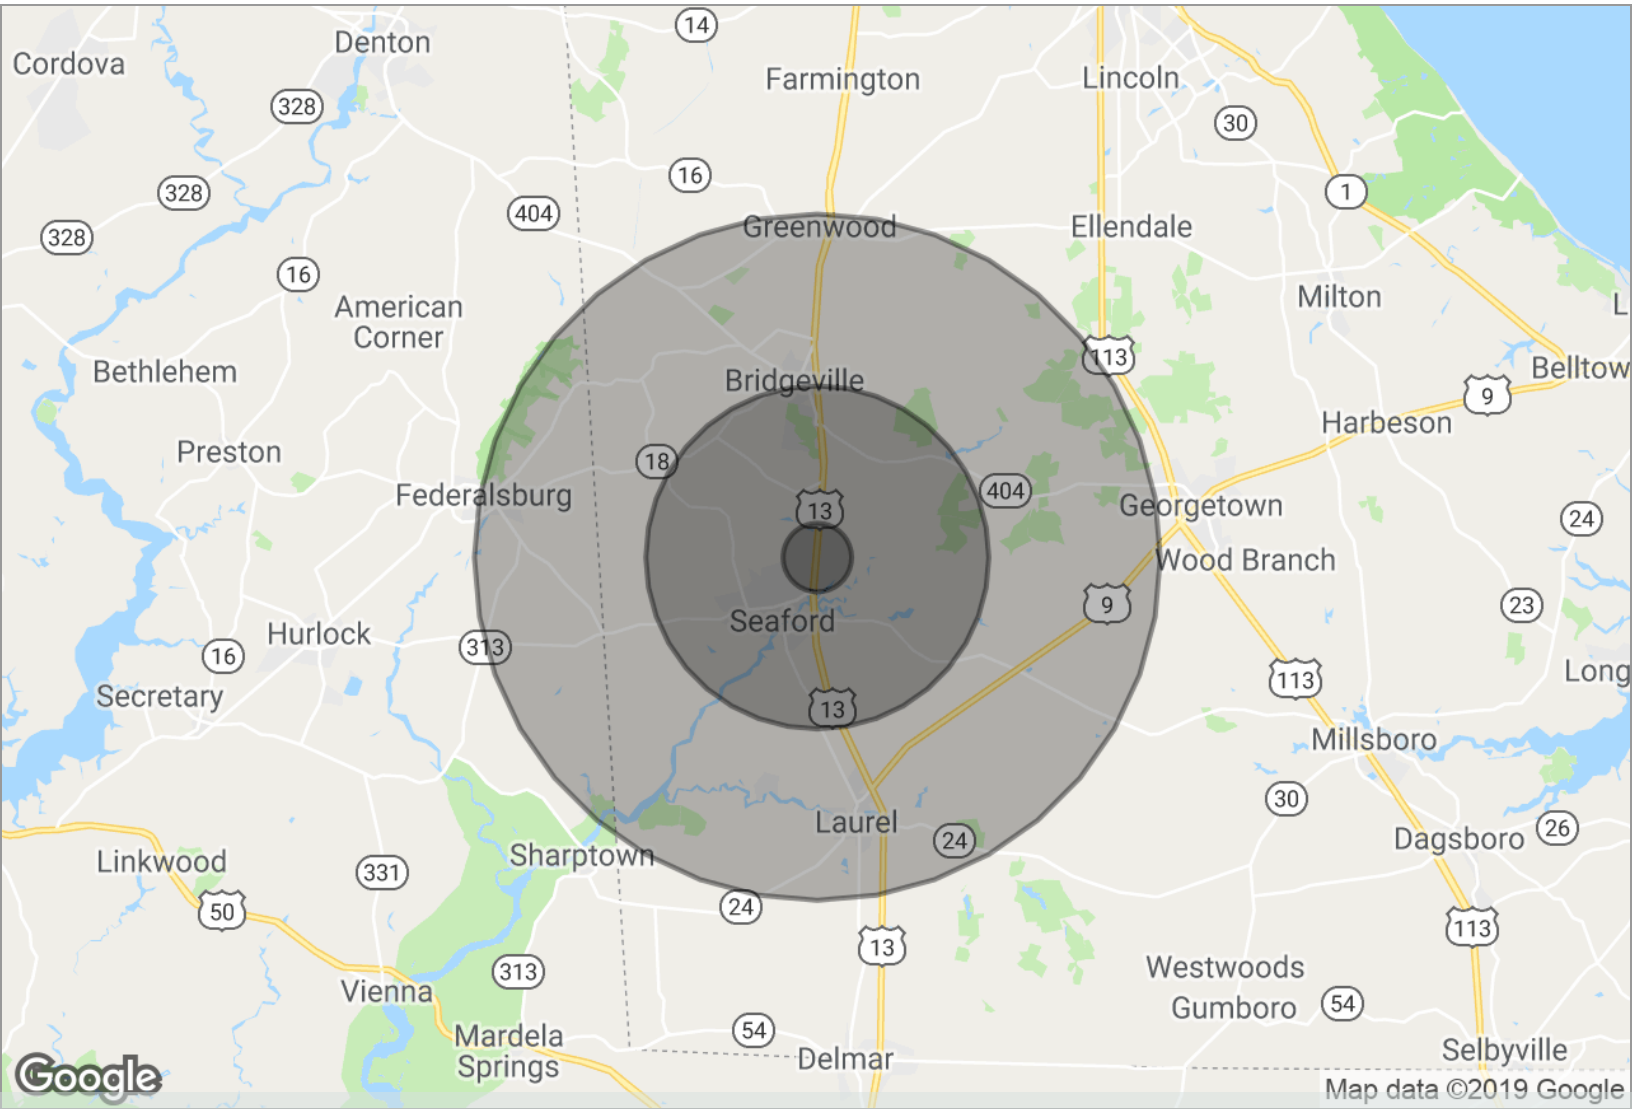 14
Denton
Cordova
Farmington
Lincoln
328
30
16
328
1
404
328
Greenwood
Ellendale
16
Milton
L
American
Corner
113
Bethlehem
Bridgeville
Belltow
9
Harbeson
Preston
18
404
Federalsburg
Georgetown
13
24
Wood Branch
9
23
Seaford
Hurlock
313
16
Long
113
Secretary
13
Millsboro
30
Laurel
26
24
Dagsboro
Sharptown
Linkwood
331
24
50
113
13
Westwoods
313
Vienna
Gumboro
54
54
Mardela
Springs
Selbyville
Delmar
Google
Map data ©2019 Google